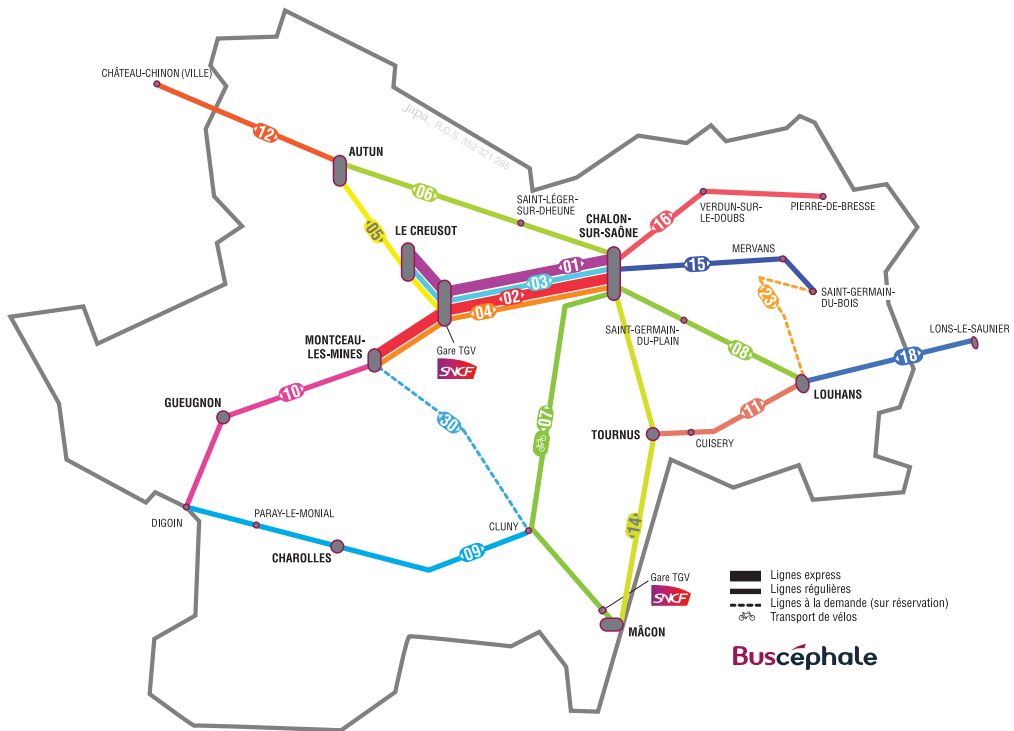 CHÂTEAU-CHINON (VILLE)
Japa, R.C.S. 352 321 285
12
AUTUN
06
SAINT-LÉGER-
SUR-DHEUNE
05
LE CREUSOT
CHALON-
SUR-SAÔNE
16
VERDUN-SUR-
LE-DOUBS
PIERRE-DE-BRESSE
01
03
02
04
15
MERVANS
SAINT-GERMAIN-
DU-BOIS
23
MONTCEAU-
LES-MINES
Gare TGV
SNCF
SAINT-GERMAIN-
DU-PLAIN
08
LONS-LE-SAUNIER
18
LOUHANS
10
GUEUGNON
30
07
11
TOURNUS
CUISERY
DIGOIN
PARAY-LE-MONIAL
CHAROLLES
09
CLUNY
14
Gare TGV
SNCF
MÂCON
Lignes express
Lignes régulières
Lignes à la demande (sur réservation)
Transport de vélos
Buscéphale